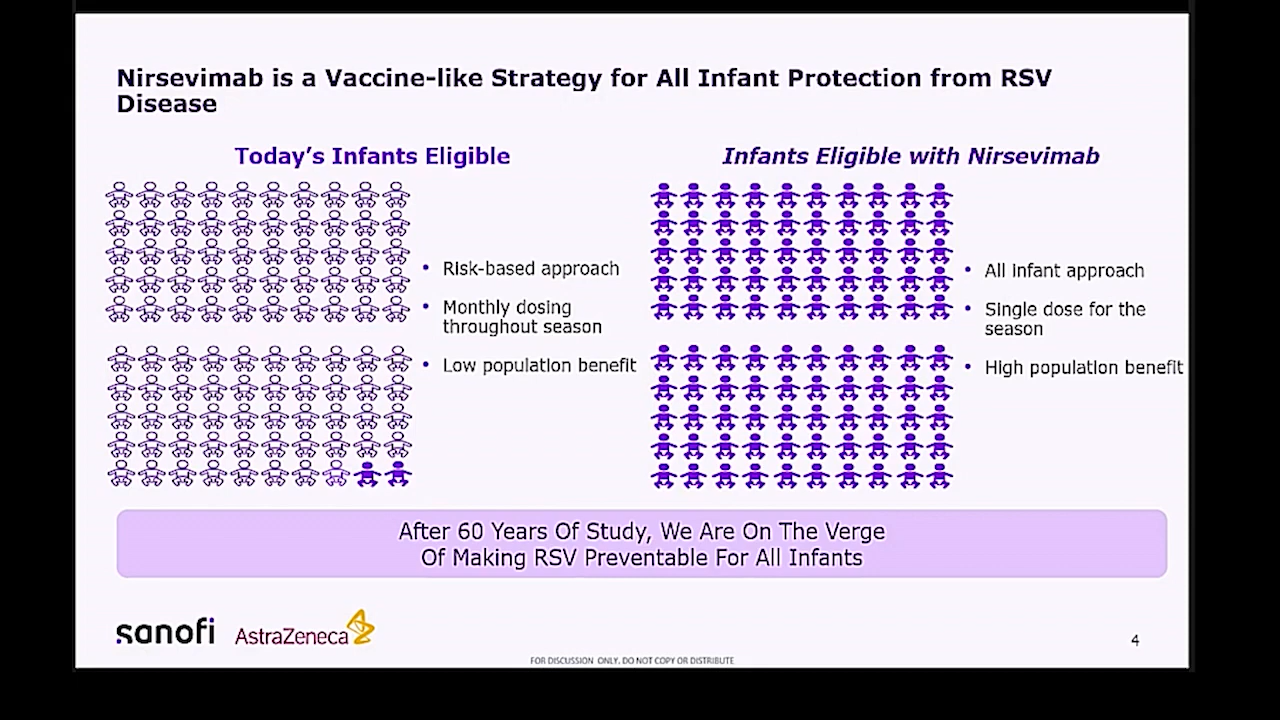 Nirsevimab is a Vaccine-like Strategy for All Infant Protection from RSV
Disease
Today's Infants Eligible
• Risk-based approach
• Monthly dosing
throughout season
• Low population benefit
Infants Eligible with Nirsevimab
• All infant approach
• Single dose for the
season
• High population benefit
After 60 Years Of Study, We Are On The Verge
Of Making RSV Preventable For All Infants
sanofi
AstraZeneca
4
FOR DISCUSSION ONLY. DO NOT COPY OR DISTRIBUTE